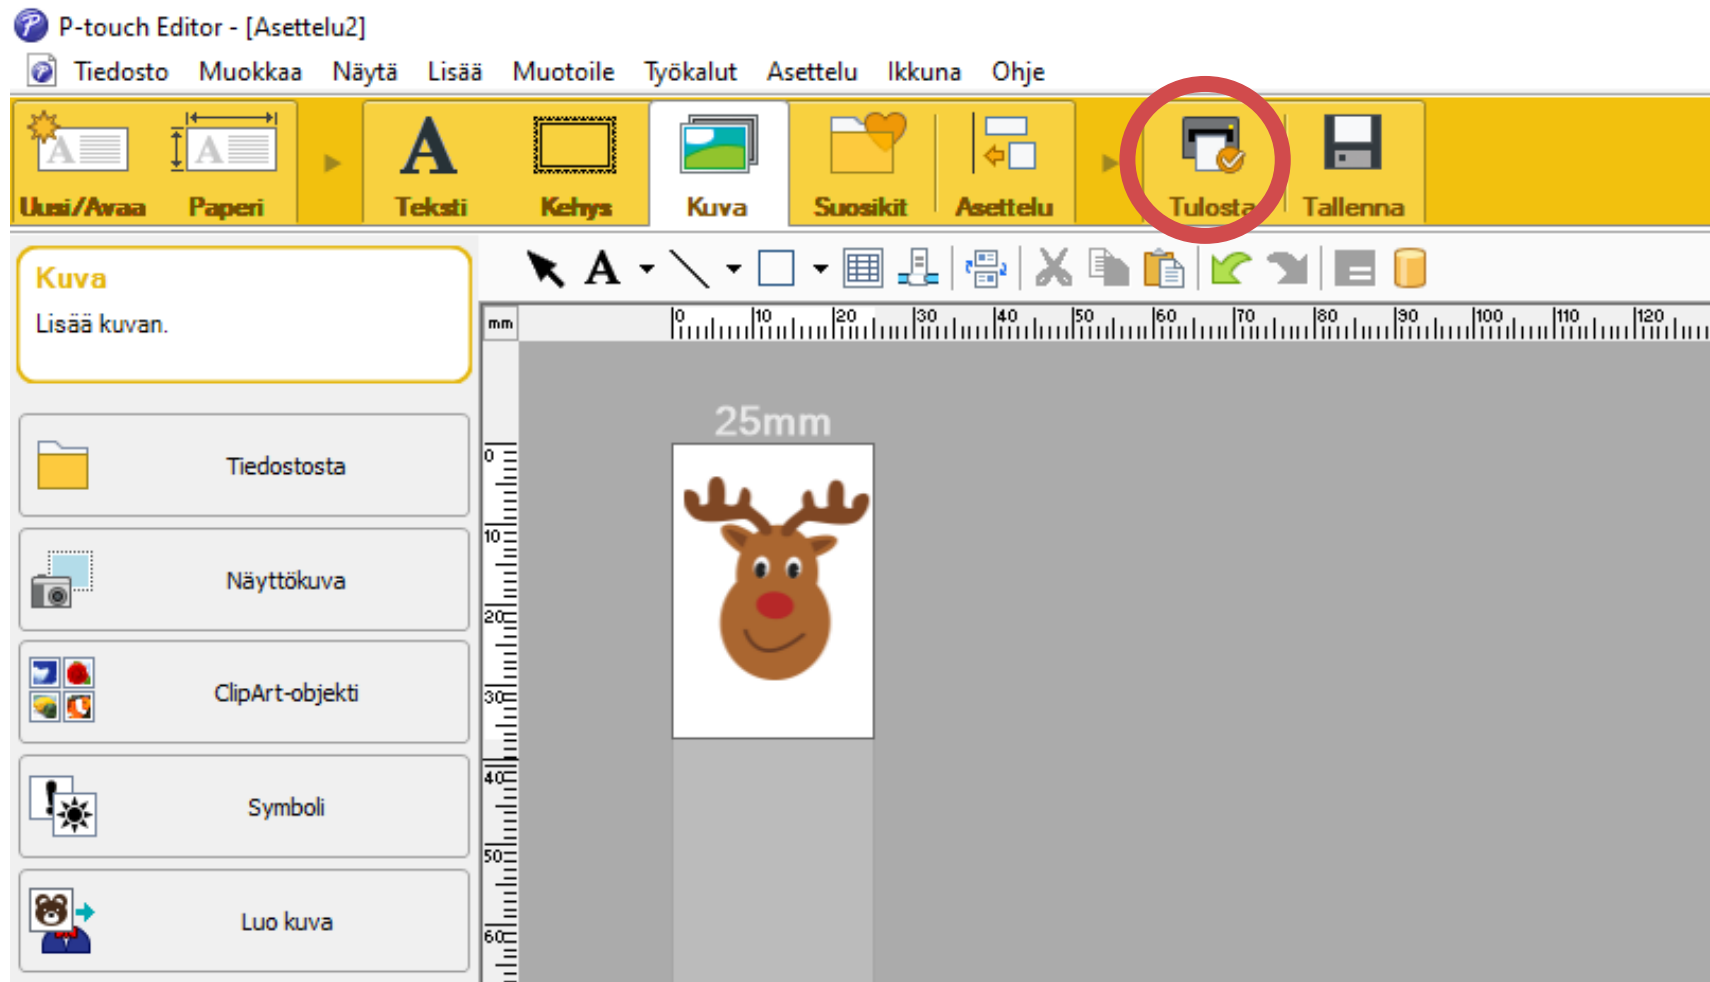 P-touch Editor - [Asettelu2]
Tiedosto Muokkaa Näytä Lisää Muotoile Työkalut Asettelu Ikkuna Ohje
A A A
Uusi/Avaa Paperi Teksti Kehys Kuva Suosikit Asettelu Tulosta Tallenna
Kuva
Lisää kuvan.
A
mm
0 10 20 30 40 50 60 70 80 90 100 110 120
25mm
0
10
20
30
40
50
60
Tiedostosta
Näyttökuva
ClipArt-objekti
Symboli
Luo kuva